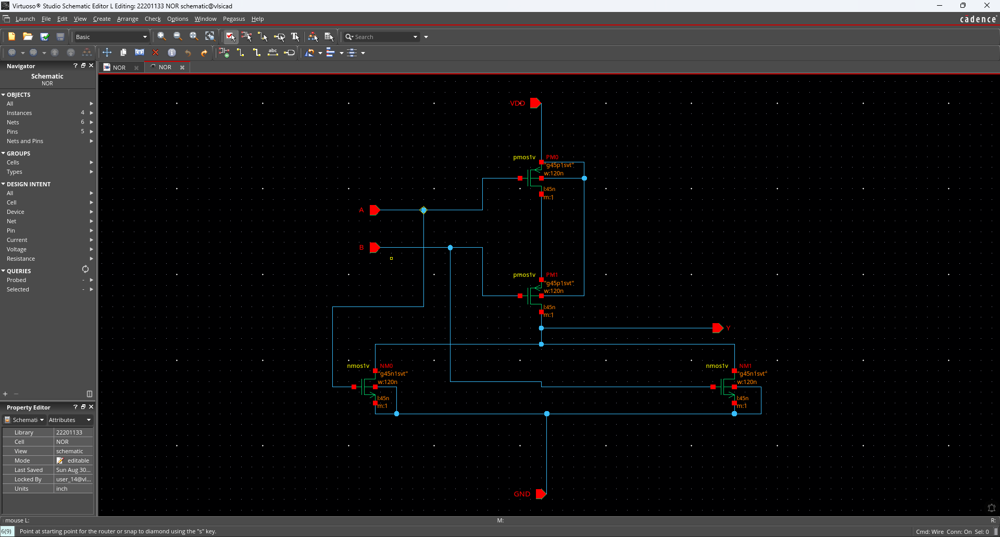 Virtuoso® Studio Schematic Editor L Editing: 22201133 NOR schematic@vlsicad
Launch File Edit View Create Arrange Check Options Window Pegasus Help
cādence®
Basic
Search
abc
Navigator ?
NOR NOR
Schematic
NOR
OBJECTS
All
Instances 4
Nets 6
Pins 5
Nets and Pins
GROUPS
Cells
Types
DESIGN INTENT
All
Cell
Device
Net
Pin
Current
Voltage
Resistance
QUERIES
Probed -
Selected -
Property Editor ?
Schemati Attributes
Library 22201133
Cell NOR
View schematic
Mode editable
Last Saved Sun Aug 30...
Locked By user_14@vl...
Units inch
VDD
pmos1v PM0
"g45p1svt"
w:120n
l:45n
m:1
A
B
pmos1v PM1
"g45p1svt"
w:120n
l:45n
m:1
Y
nmos1v NM0
"g45n1svt"
w:120n
l:45n
m:1
nmos1v NM1
"g45n1svt"
w:120n
l:45n
m:1
GND
mouse L: M: R:
6(9) Point at starting point for the router or snap to diamond using the "s" key. Cmd: Wire Conn: On Sel: 0